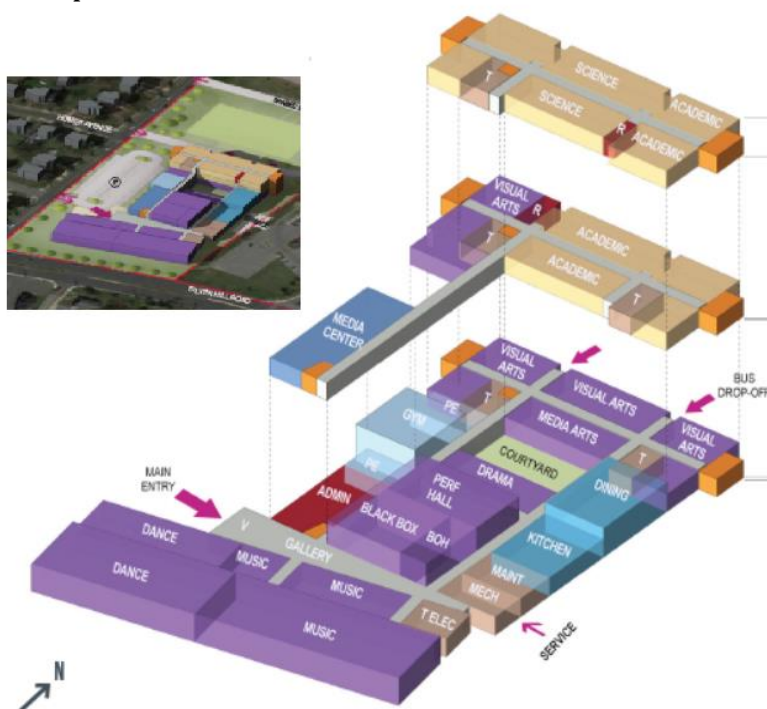 SCIENCE
ACADEMIC
T
SCIENCE
R
ACADEMIC
HOMER AVENUE
P
VISUAL
ARTS
R
ACADEMIC
T
ACADEMIC
T
MEDIA
CENTER
VISUAL
ARTS
BUS
DROP-OFF
PE
T
VISUAL ARTS
GYM
MEDIA ARTS
VISUAL
ARTS
COURTYARD
T
MAIN
ENTRY
PE
PERF
HALL
DRAMA
DINING
ADMIN
BLACK BOX
BOH
KITCHEN
V
GALLERY
DANCE
MUSIC
MAINT
MECH
DANCE
MUSIC
T ELEC
SERVICE
MUSIC
N